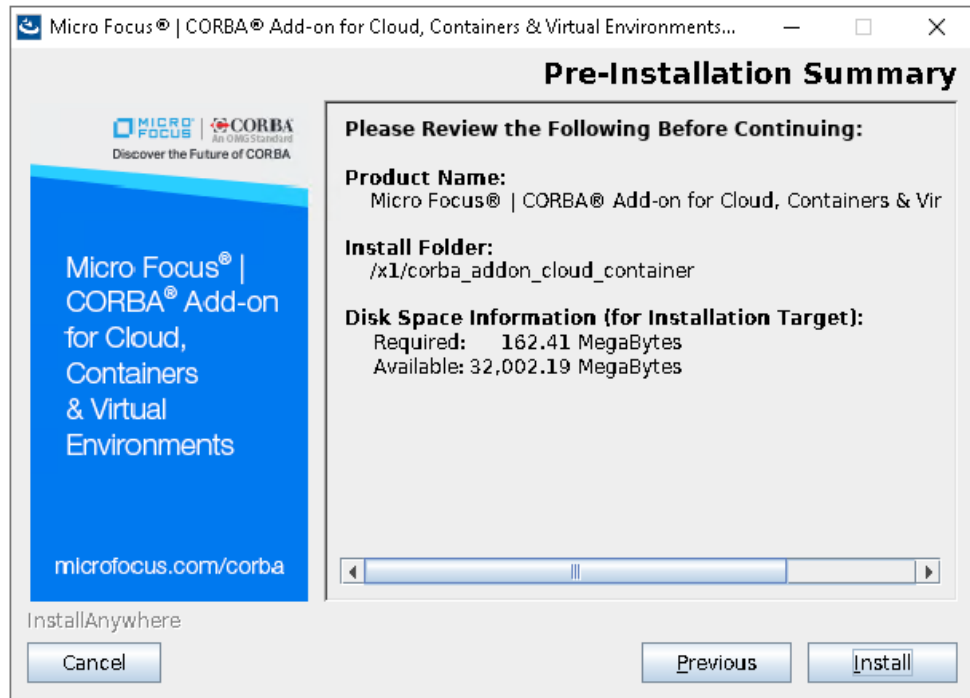 Micro Focus® | CORBA® Add-on for Cloud, Containers & Virtual Environments...
Pre-Installation Summary
MICRO FOCUS | CORBA
An OMG Standard
Discover the Future of CORBA
Micro Focus® |
CORBA® Add-on
for Cloud,
Containers
& Virtual
Environments
microfocus.com/corba
Please Review the Following Before Continuing:
Product Name:
Micro Focus® | CORBA® Add-on for Cloud, Containers & Vir
Install Folder:
/x1/corba_addon_cloud_container
Disk Space Information (for Installation Target):
Required: 162.41 MegaBytes
Available: 32,002.19 MegaBytes
InstallAnywhere
Cancel
Previous
Install